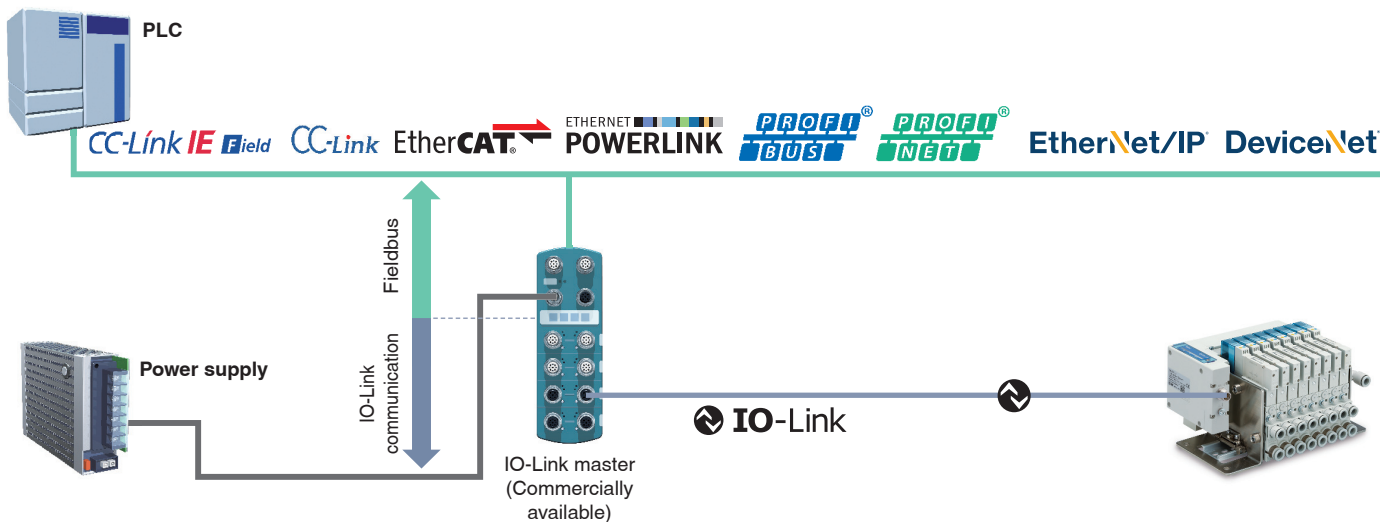 PLC
CC-Link IE Field
CC-Link
EtherCAT®
ETHERNET
POWERLINK
PROFI®
BUS
PROFI®
NET
EtherNet/IP
DeviceNet
Fieldbus
IO-Link
communication
Power supply
IO-Link
IO-Link master
(Commercially
available)